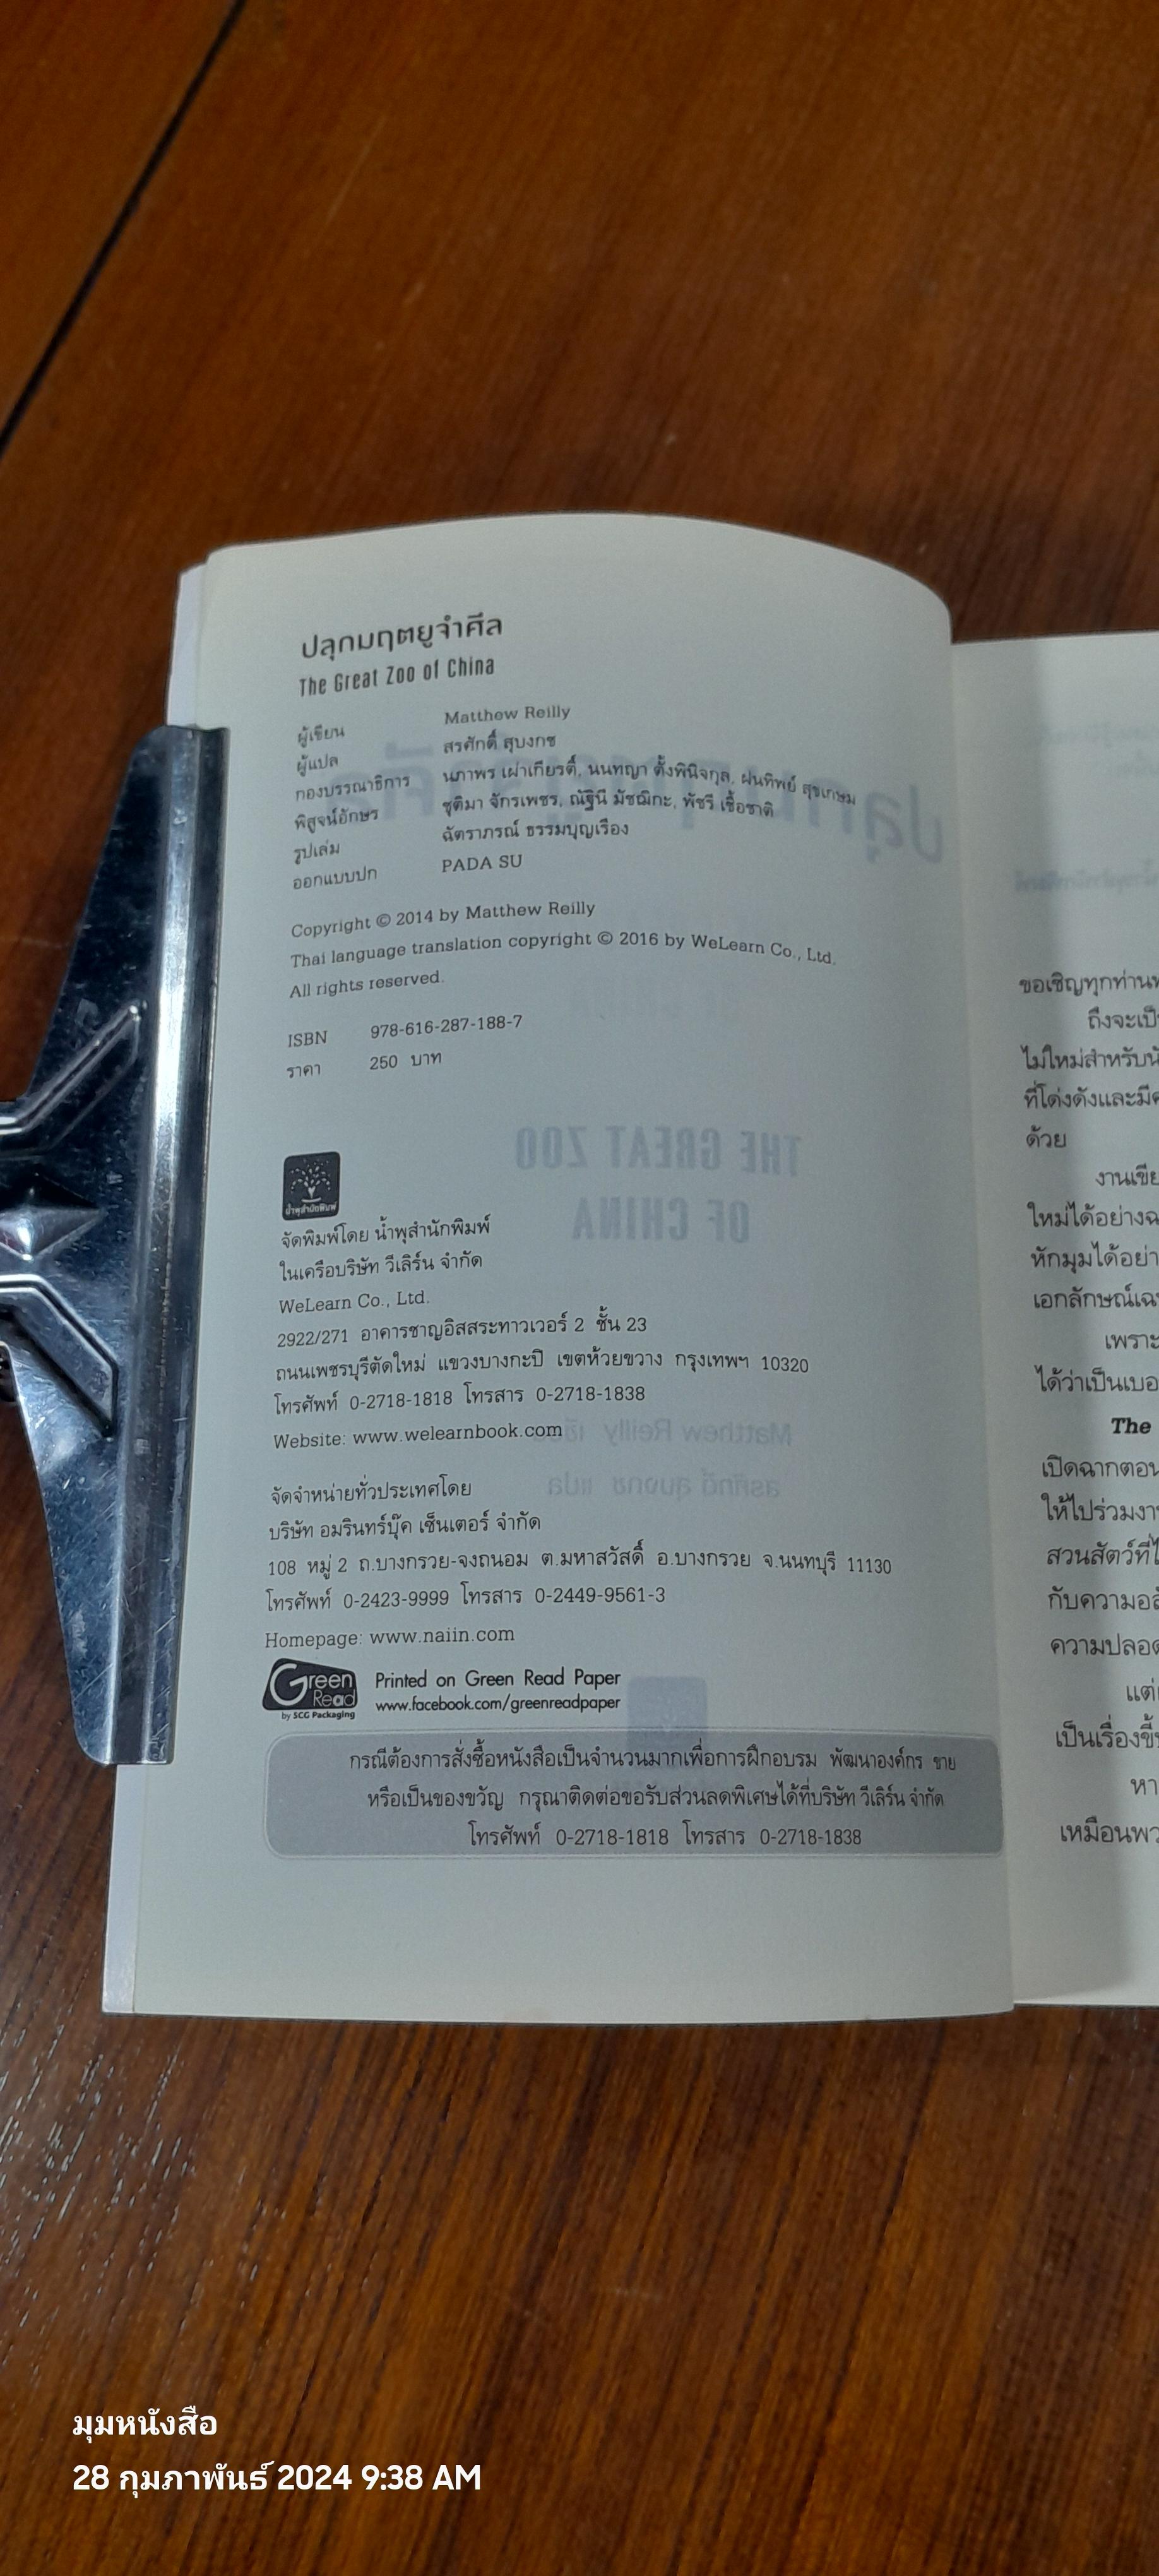 ปลุกมฤตยูจำศีล
The Great Zoo of China
ผู้เขียน Matthew Reilly
ผู้แปล สรศักดิ์ สุบงกช
กองบรรณาธิการ นภาพร เผ่าเกียรติ์, นนทญา ตั้งพินิจกุล, ฝนทิพย์ สุขเกษม
พิสูจน์อักษร ชุติมา จักรเพชร, ณัฐินี มัชฌิกะ, พัชรี เชื้อชาติ
รูปเล่ม ฉัตราภรณ์ ธรรมบุญเรือง
ออกแบบปก PADA SU
Copyright © 2014 by Matthew Reilly
Thai language translation copyright © 2016 by WeLearn Co., Ltd.
All rights reserved.
ISBN 978-616-287-188-7
ราคา 250 บาท
น้ำพุสำนักพิมพ์
จัดพิมพ์โดย น้ำพุสำนักพิมพ์
ในเครือบริษัท วีเลิร์น จำกัด
WeLearn Co., Ltd.
2922/271 อาคารชาญอิสสระทาวเวอร์ 2 ชั้น 23
ถนนเพชรบุรีตัดใหม่ แขวงบางกะปิ เขตห้วยขวาง กรุงเทพฯ 10320
โทรศัพท์ 0-2718-1818 โทรสาร 0-2718-1838
Website: www.welearnbook.com
จัดจำหน่ายทั่วประเทศโดย
บริษัท อมรินทร์บุ๊ค เซ็นเตอร์ จำกัด
108 หมู่ 2 ถ.บางกรวย-จงถนอม ต.มหาสวัสดิ์ อ.บางกรวย จ.นนทบุรี 11130
โทรศัพท์ 0-2423-9999 โทรสาร 0-2449-9561-3
Homepage: www.naiin.com
Green Read by SCG Packaging
Printed on Green Read Paper
www.facebook.com/greenreadpaper
กรณีต้องการสั่งซื้อหนังสือเป็นจำนวนมากเพื่อการฝึกอบรม พัฒนาองค์กร ขาย
หรือเป็นของขวัญ กรุณาติดต่อขอรับส่วนลดพิเศษได้ที่บริษัท วีเลิร์น จำกัด
โทรศัพท์ 0-2718-1818 โทรสาร 0-2718-1838
ขอเชิญทุกท่าน
ถึงจะเป็
ไม่ใหม่สำหรับ
ที่โด่งดังและมี
ด้วย
งานเขีย
ใหม่ได้อย่าง
หักมุมได้อย่า
เอกลักษณ์เฉ
เพราะ
ได้ว่าเป็นเบอ
The
เปิดฉากตอน
ให้ไปร่วมงา
สวนสัตว์ที่
กับความอ
ความปลอด
แต่
เป็นเรื่องขี้
หา
เหมือนพว
มุมหนังสือ
28 กุมภาพันธ์ 2024 9:38 AM